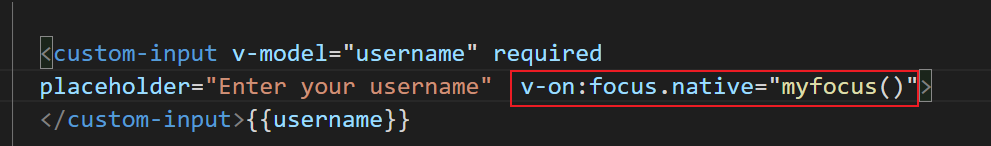 <custom-input v-model="username" required
placeholder="Enter your username" v-on:focus.native="myfocus()">
</custom-input>{{username}}